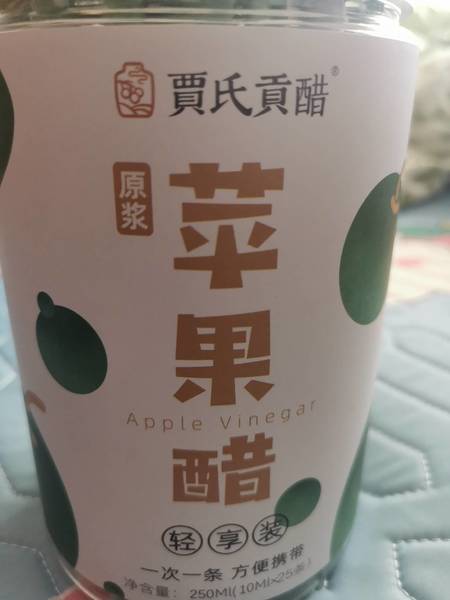 賈氏貢醋®
原浆
苹果醋
Apple Vinegar
轻享装
一次一条 方便携带
净含量: 250Ml(10Ml×25条)